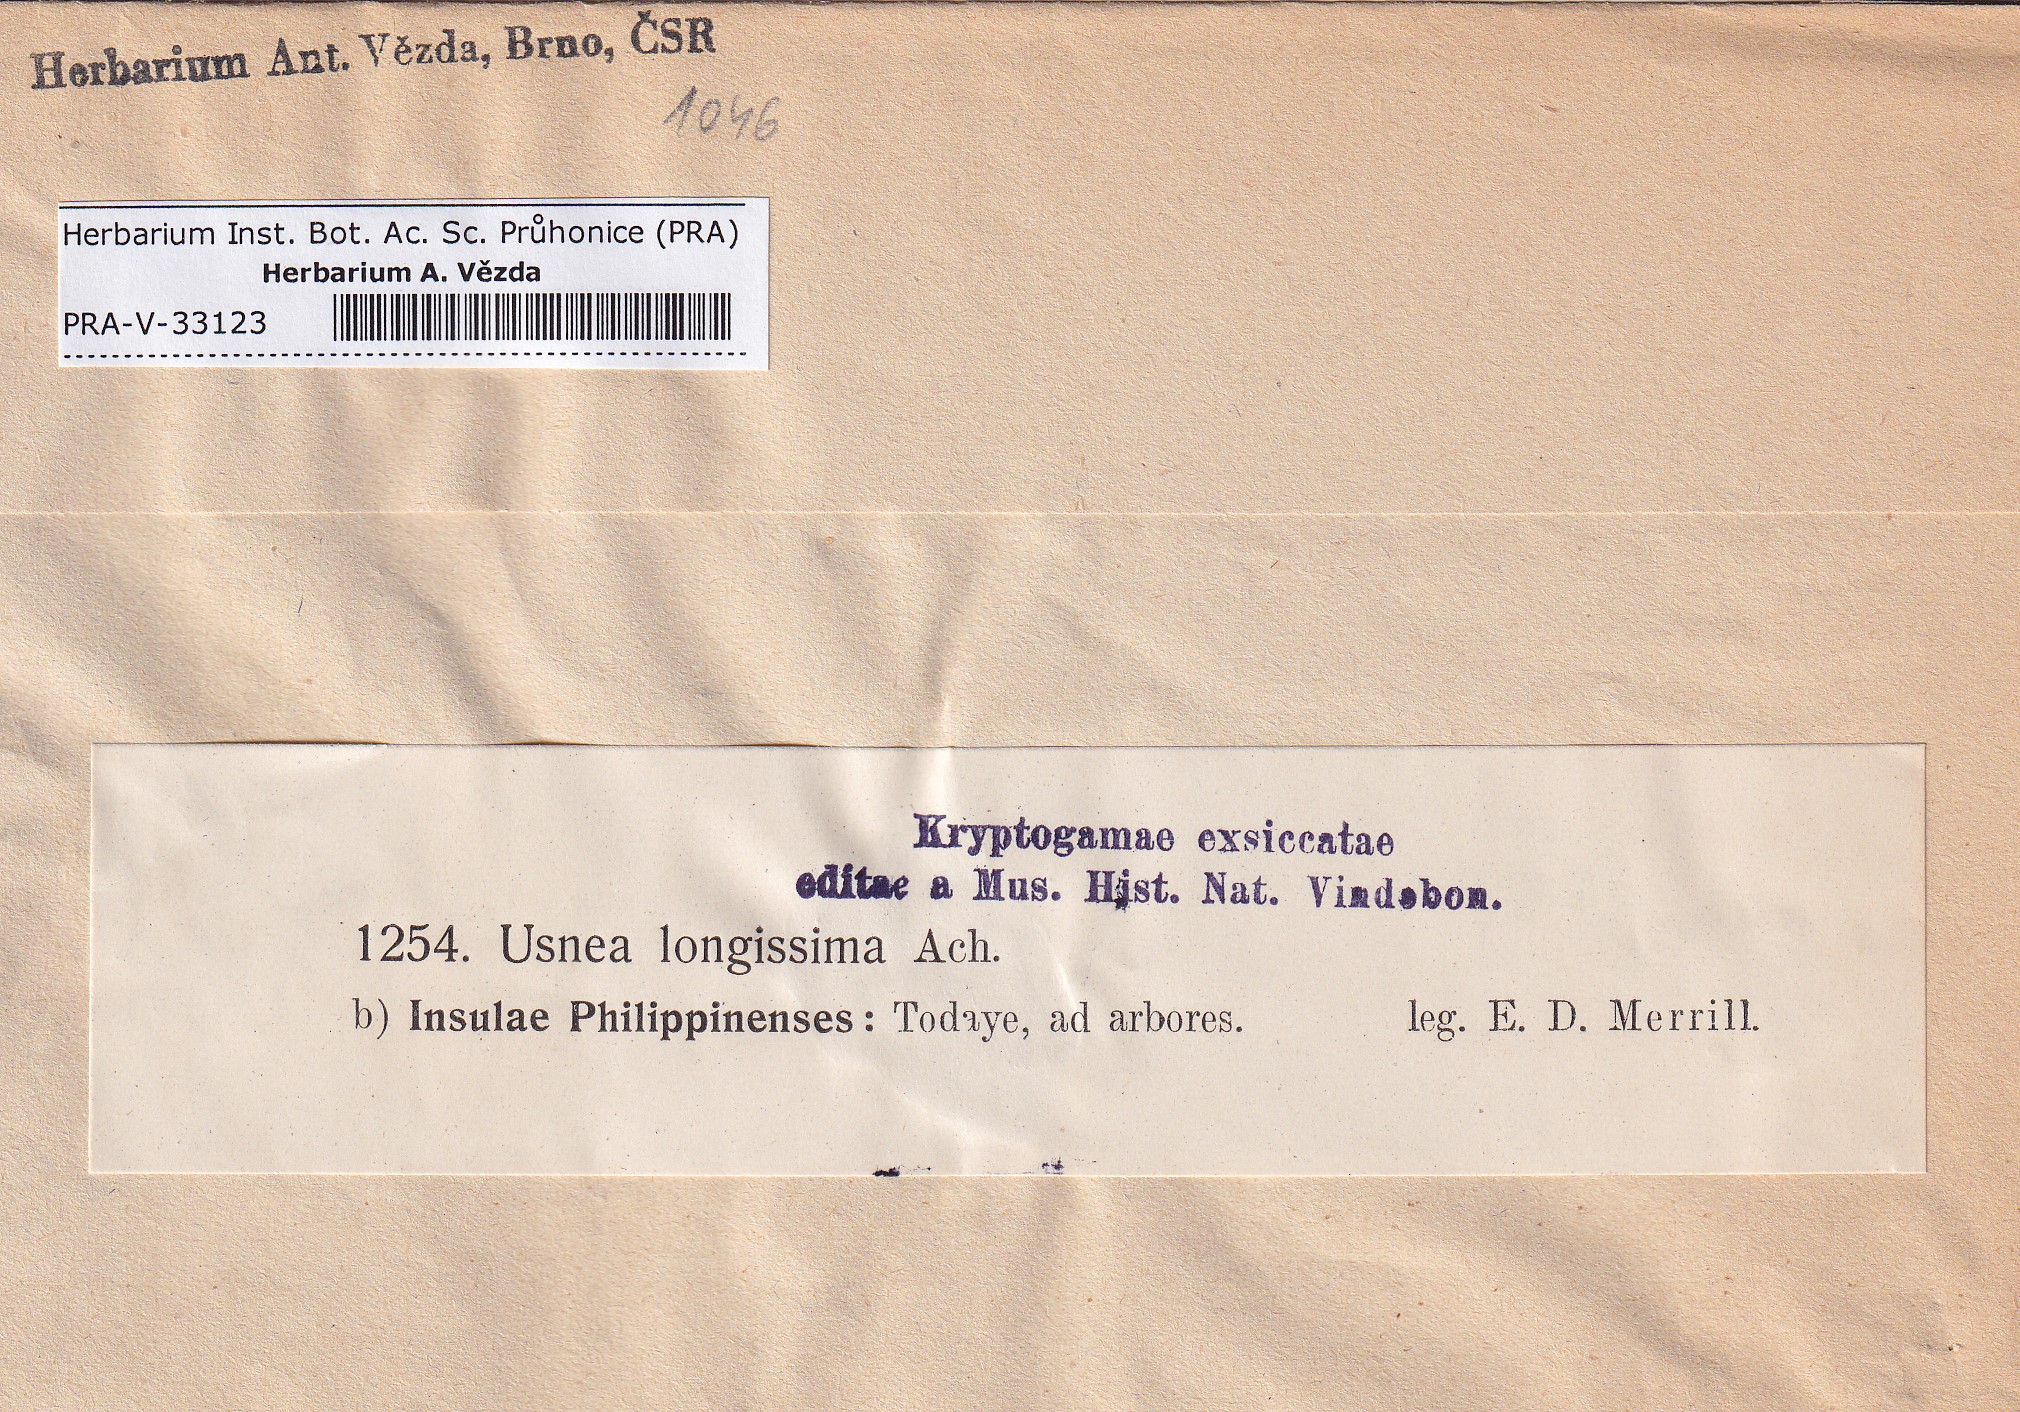 Herbarium Ant. Vězda, Brno, ČSR
1046
Herbarium Inst. Bot. Ac. Sc. Průhonice (PRA)
Herbarium A. Vězda
PRA-V-33123
Kryptogamae exsiccatae
editae a Mus. Hist. Nat. Vindobon.
1254. Usnea longissima Ach.
b) Insulae Philippinenses: Todaye, ad arbores. leg. E. D. Merrill.